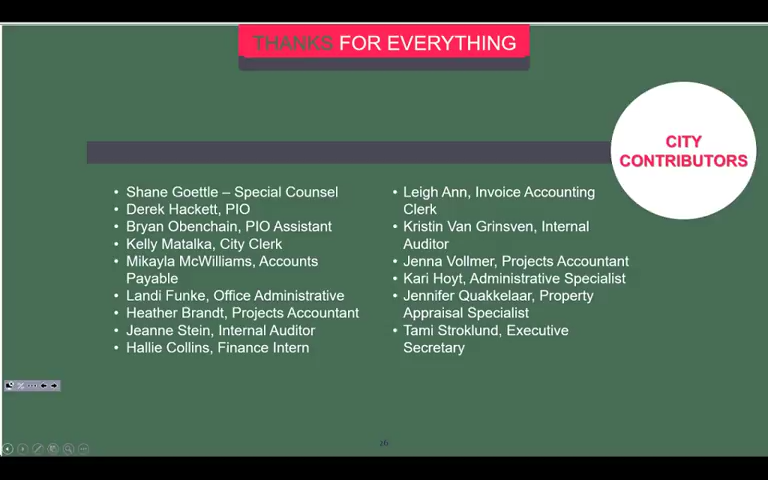 THANKS FOR EVERYTHING
CITY
CONTRIBUTORS
• Shane Goettle – Special Counsel
• Derek Hackett, PIO
• Bryan Obenchain, PIO Assistant
• Kelly Matalka, City Clerk
• Mikayla McWilliams, Accounts
Payable
• Landi Funke, Office Administrative
• Heather Brandt, Projects Accountant
• Jeanne Stein, Internal Auditor
• Hallie Collins, Finance Intern
• Leigh Ann, Invoice Accounting
Clerk
• Kristin Van Grinsven, Internal
Auditor
• Jenna Vollmer, Projects Accountant
• Kari Hoyt, Administrative Specialist
• Jennifer Quakkelaar, Property
Appraisal Specialist
• Tami Stroklund, Executive
Secretary